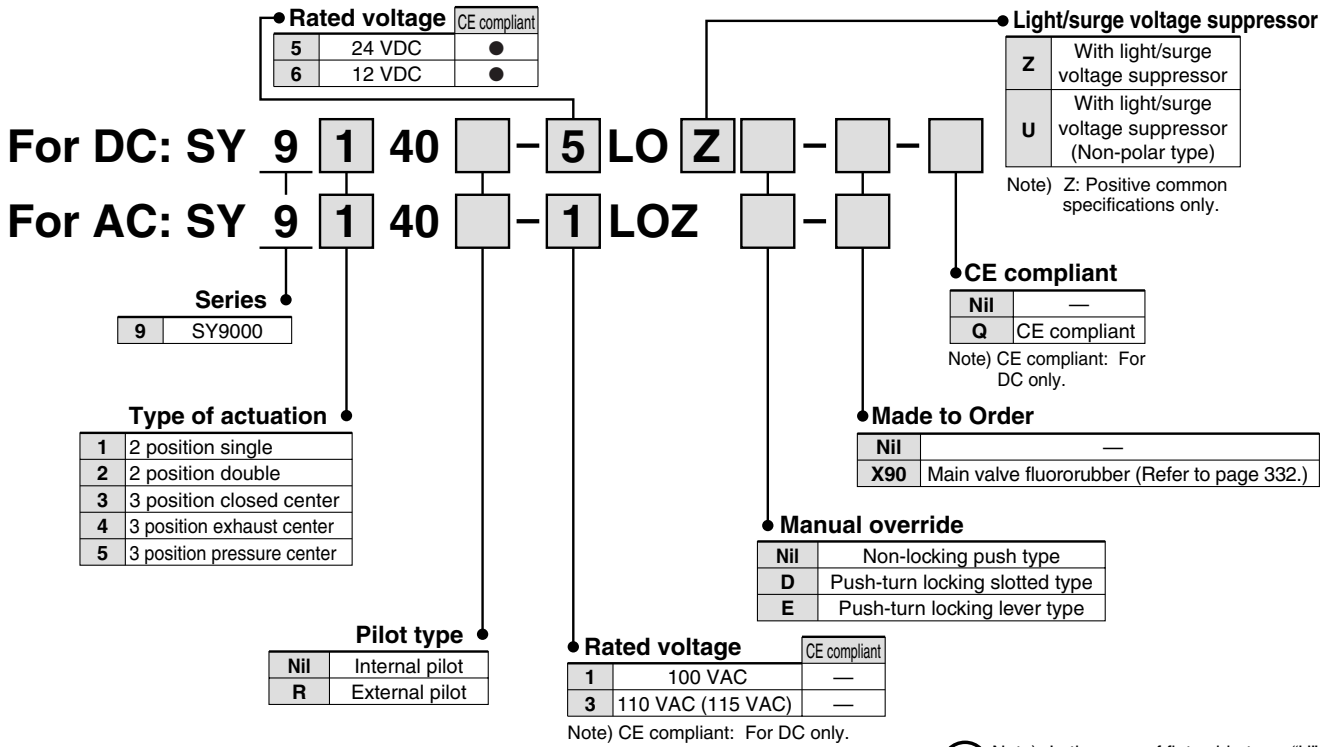 Rated voltage CE compliant
5 24 VDC ●
6 12 VDC ●
Light/surge voltage suppressor
Z With light/surge
voltage suppressor
U With light/surge
voltage suppressor
(Non-polar type)
Note) Z: Positive common
specifications only.
For DC: SY 9 1 40 – 5 LO Z – –
For AC: SY 9 1 40 – 1 LOZ –
Series
9 SY9000
CE compliant
Nil —
Q CE compliant
Note) CE compliant: For
DC only.
Type of actuation
1 2 position single
2 2 position double
3 3 position closed center
4 3 position exhaust center
5 3 position pressure center
Made to Order
Nil —
X90 Main valve fluororubber (Refer to page 332.)
Manual override
Nil Non-locking push type
D Push-turn locking slotted type
E Push-turn locking lever type
Pilot type
Nil Internal pilot
R External pilot
Rated voltage CE compliant
1 100 VAC —
3 110 VAC (115 VAC) —
Note) CE compliant: For DC only.